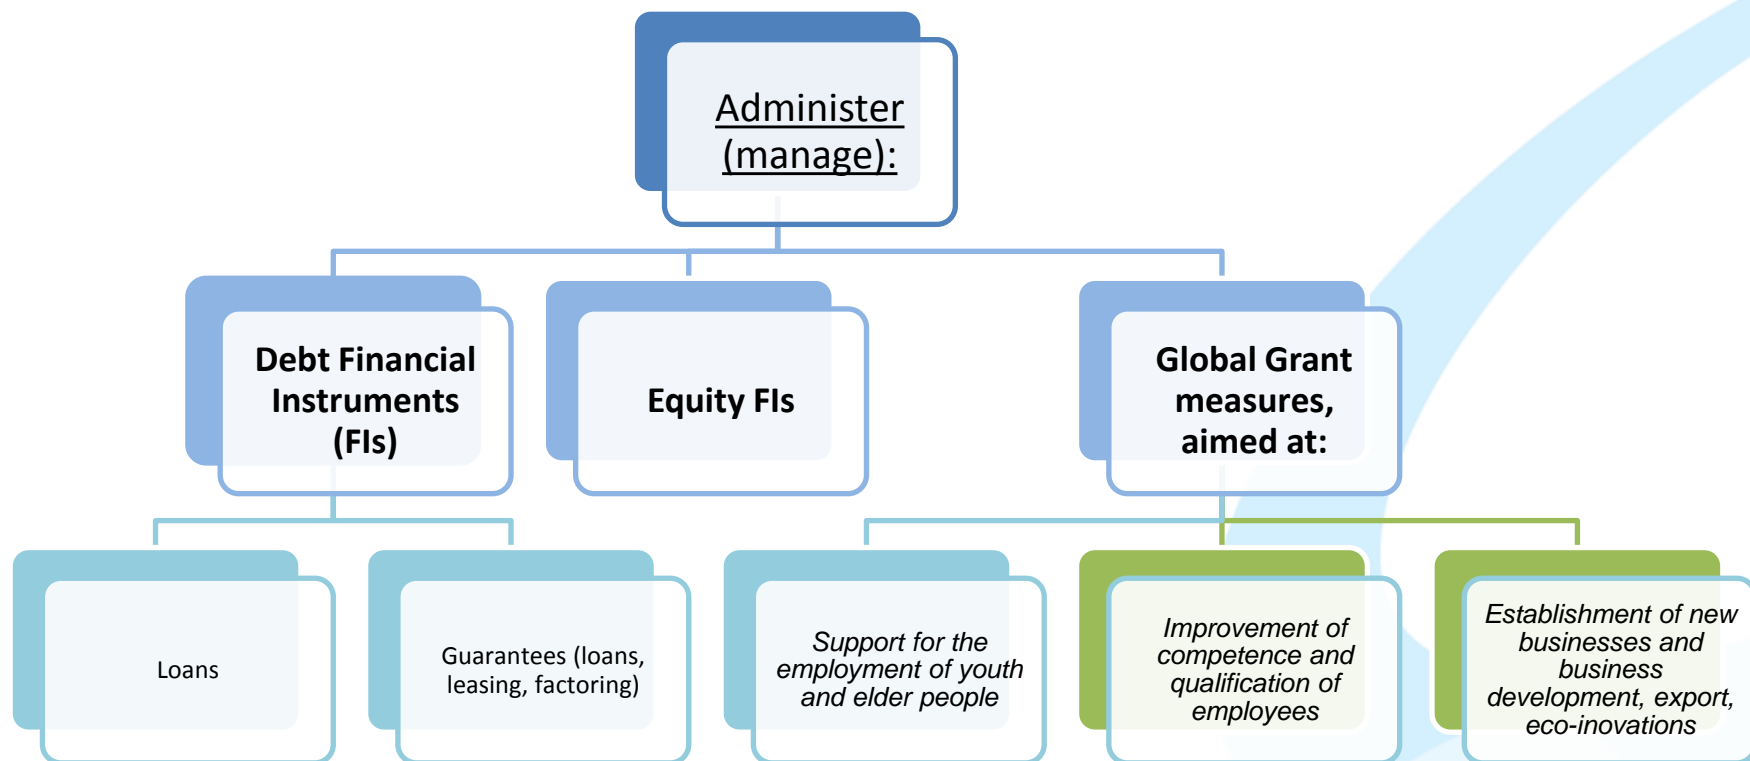 Administer
(manage):
Debt Financial
Instruments
(FIs)
Equity FIs
Global Grant
measures,
aimed at:
Loans
Guarantees (loans,
leasing, factoring)
Support for the
employment of youth
and elder people
Improvement of
competence and
qualification of
employees
Establishment of new
businesses and
business
development, export,
eco-inovations